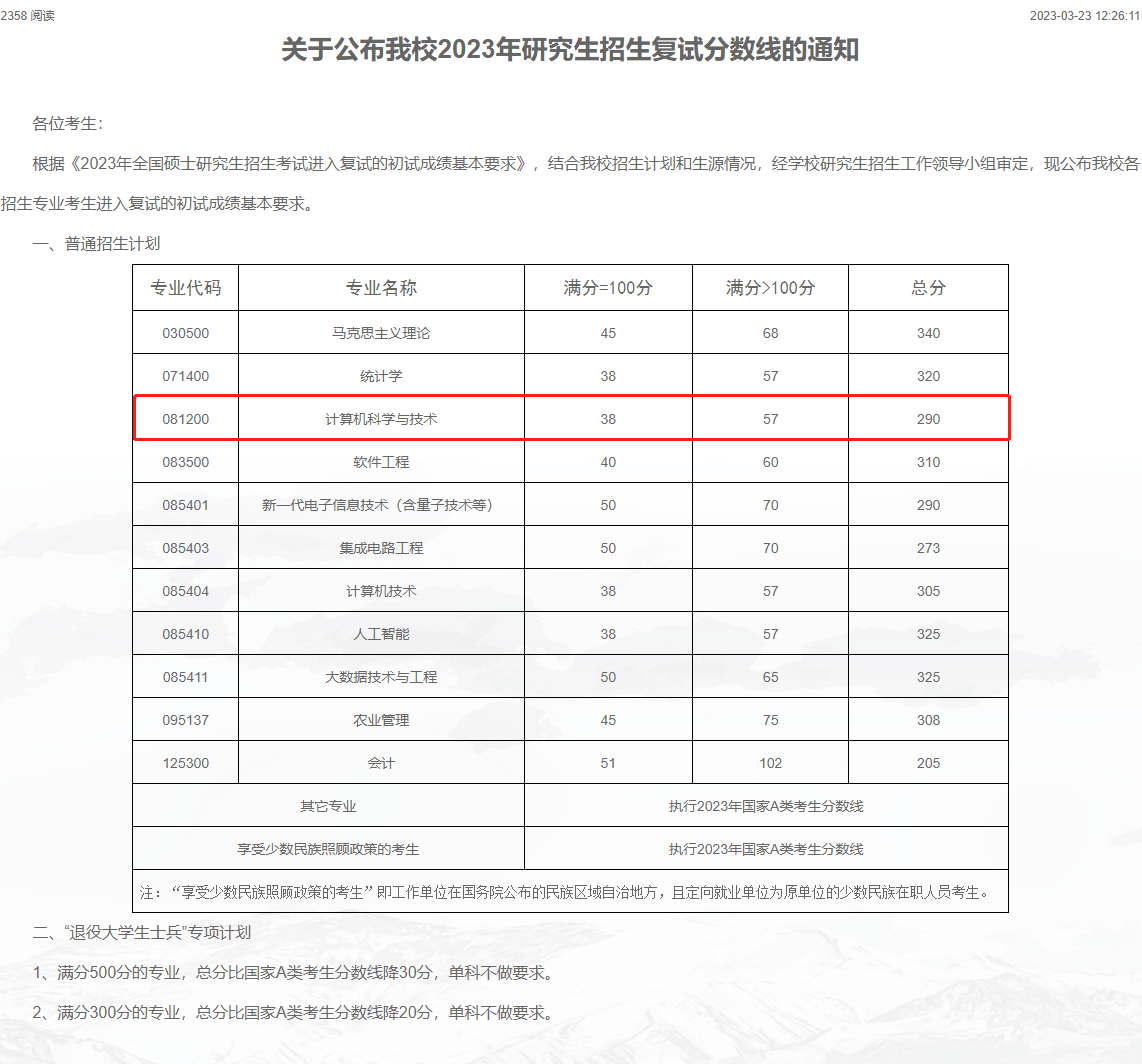 2358 阅读
2023-03-23 12:26:11
关于公布我校2023年研究生招生复试分数线的通知
各位考生：
根据《2023年全国硕士研究生招生考试进入复试的初试成绩基本要求》，结合我校招生计划和生源情况，经学校研究生招生工作领导小组审定，现公布我校各
招生专业考生进入复试的初试成绩基本要求。
一、普通招生计划
专业代码 专业名称 满分=100分 满分>100分 总分
030500 马克思主义理论 45 68 340
071400 统计学 38 57 320
081200 计算机科学与技术 38 57 290
083500 软件工程 40 60 310
085401 新一代电子信息技术（含量子技术等） 50 70 290
085403 集成电路工程 50 70 273
085404 计算机技术 38 57 305
085410 人工智能 38 57 325
085411 大数据技术与工程 50 65 325
095137 农业管理 45 75 308
125300 会计 51 102 205
其它专业 执行2023年国家A类考生分数线
享受少数民族照顾政策的考生 执行2023年国家A类考生分数线
注：“享受少数民族照顾政策的考生”即工作单位在国务院公布的民族区域自治地方，且定向就业单位为原单位的少数民族在职人员考生。
二、“退役大学生士兵”专项计划
1、满分500分的专业，总分比国家A类考生分数线降30分，单科不做要求。
2、满分300分的专业，总分比国家A类考生分数线降20分，单科不做要求。